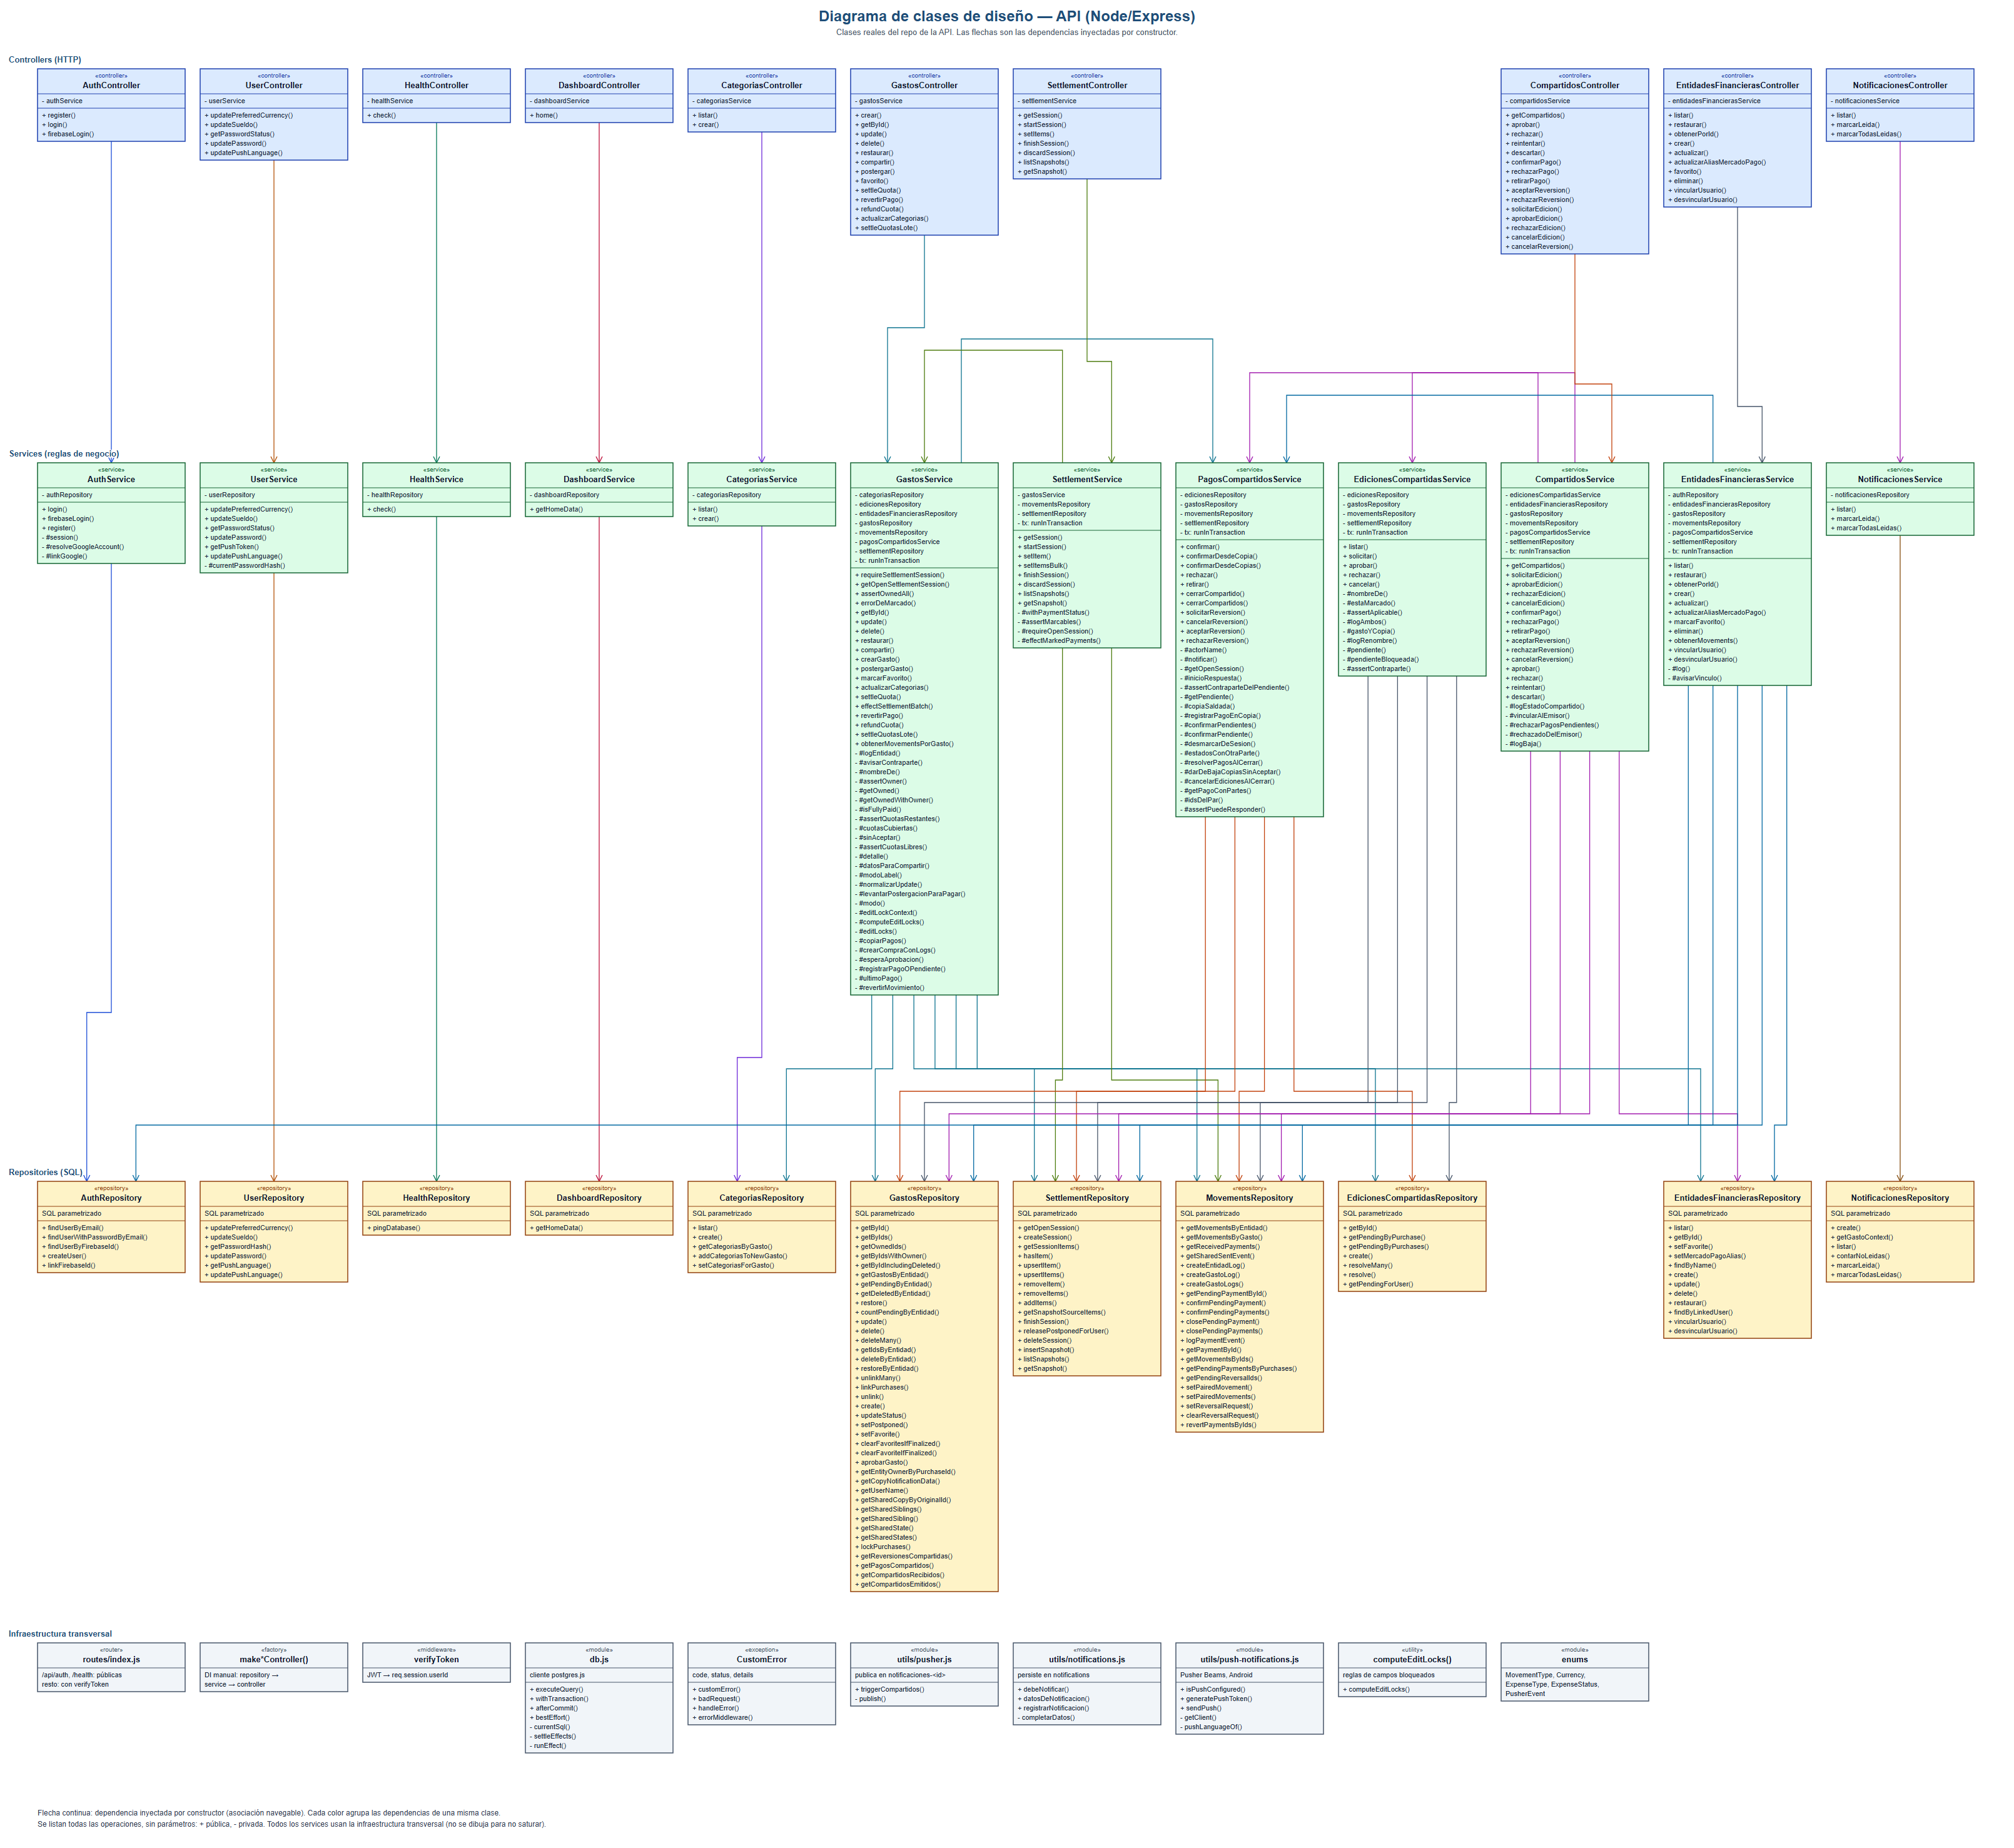 Diagrama de clases de diseño — API (Node/Express)
Clases reales del repo de la API. Las flechas son las dependencias inyectadas por constructor.
Controllers (HTTP)
«controller»
AuthController
- authService
+ register()
+ login()
+ firebaseLogin()
«controller»
UserController
- userService
+ updatePreferredCurrency()
+ updateSueldo()
+ getPasswordStatus()
+ updatePassword()
+ updatePushLanguage()
«controller»
HealthController
- healthService
+ check()
«controller»
DashboardController
- dashboardService
+ home()
«controller»
CategoriasController
- categoriasService
+ listar()
+ crear()
«controller»
GastosController
- gastosService
+ crear()
+ getById()
+ update()
+ delete()
+ restaurar()
+ compartir()
+ postergar()
+ favorito()
+ settleQuota()
+ revertirPago()
+ refundCuota()
+ actualizarCategorias()
+ settleQuotasLote()
«controller»
SettlementController
- settlementService
+ getSession()
+ startSession()
+ setItems()
+ finishSession()
+ discardSession()
+ listSnapshots()
+ getSnapshot()
«controller»
CompartidosController
- compartidosService
+ getCompartidos()
+ aprobar()
+ rechazar()
+ reintentar()
+ descartar()
+ confirmarPago()
+ rechazarPago()
+ retirarPago()
+ aceptarReversion()
+ rechazarReversion()
+ solicitarEdicion()
+ aprobarEdicion()
+ rechazarEdicion()
+ cancelarEdicion()
+ cancelarReversion()
«controller»
EntidadesFinancierasController
- entidadesFinancierasService
+ listar()
+ restaurar()
+ obtenerPorId()
+ crear()
+ actualizar()
+ actualizarAliasMercadoPago()
+ favorito()
+ eliminar()
+ vincularUsuario()
+ desvincularUsuario()
«controller»
NotificacionesController
- notificacionesService
+ listar()
+ marcarLeida()
+ marcarTodasLeidas()
Services (reglas de negocio)
«service»
AuthService
- authRepository
+ login()
+ firebaseLogin()
+ register()
- #session()
- #resolveGoogleAccount()
- #linkGoogle()
«service»
UserService
- userRepository
+ updatePreferredCurrency()
+ updateSueldo()
+ getPasswordStatus()
+ updatePassword()
+ getPushToken()
+ updatePushLanguage()
- #currentPasswordHash()
«service»
HealthService
- healthRepository
+ check()
«service»
DashboardService
- dashboardRepository
+ getHomeData()
«service»
CategoriasService
- categoriasRepository
+ listar()
+ crear()
«service»
GastosService
- categoriasRepository
- edicionesRepository
- entidadesFinancierasRepository
- gastosRepository
- movementsRepository
- pagosCompartidosService
- settlementRepository
- tx: runInTransaction
+ requireSettlementSession()
+ getOpenSettlementSession()
+ assertOwnedAll()
+ errorDeMarcado()
+ getById()
+ update()
+ delete()
+ restaurar()
+ compartir()
+ crearGasto()
+ postergarGasto()
+ marcarFavorito()
+ actualizarCategorias()
+ settleQuota()
+ effectSettlementBatch()
+ revertirPago()
+ refundCuota()
+ settleQuotasLote()
+ obtenerMovementsPorGasto()
- #logEntidad()
- #avisarContraparte()
- #nombreDe()
- #assertOwner()
- #getOwned()
- #getOwnedWithOwner()
- #isFullyPaid()
- #assertQuotasRestantes()
- #cuotasCubiertas()
- #sinAceptar()
- #assertCuotasLibres()
- #detalle()
- #datosParaCompartir()
- #modoLabel()
- #normalizarUpdate()
- #levantarPostergacionParaPagar()
- #modo()
- #editLockContext()
- #computeEditLocks()
- #editLocks()
- #copiarPagos()
- #crearCompraConLogs()
- #esperaAprobacion()
- #registrarPagoOPendiente()
- #ultimoPago()
- #revertirMovimiento()
«service»
SettlementService
- gastosService
- movementsRepository
- settlementRepository
- tx: runInTransaction
+ getSession()
+ startSession()
+ setItem()
+ setItemsBulk()
+ finishSession()
+ discardSession()
+ listSnapshots()
+ getSnapshot()
- #withPaymentStatus()
- #assertMarcables()
- #requireOpenSession()
- #effectMarkedPayments()
«service»
PagosCompartidosService
- edicionesRepository
- gastosRepository
- movementsRepository
- settlementRepository
- tx: runInTransaction
+ confirmar()
+ confirmarDesdeCopia()
+ confirmarDesdeCopias()
+ rechazar()
+ retirar()
+ cerrarCompartido()
+ cerrarCompartidos()
+ solicitarReversion()
+ cancelarReversion()
+ aceptarReversion()
+ rechazarReversion()
- #actorName()
- #notificar()
- #getOpenSession()
- #inicioRespuesta()
- #assertContraparteDelPendiente()
- #getPendiente()
- #copiaSaldada()
- #registrarPagoEnCopia()
- #confirmarPendientes()
- #confirmarPendiente()
- #desmarcarDeSesion()
- #estadosConOtraParte()
- #resolverPagosAlCerrar()
- #darDeBajaCopiasSinAceptar()
- #cancelarEdicionesAlCerrar()
- #getPagoConPartes()
- #idsDelPar()
- #assertPuedeResponder()
«service»
EdicionesCompartidasService
- edicionesRepository
- gastosRepository
- movementsRepository
- settlementRepository
- tx: runInTransaction
+ listar()
+ solicitar()
+ aprobar()
+ rechazar()
+ cancelar()
- #nombreDe()
- #estaMarcado()
- #assertAplicable()
- #logAmbos()
- #gastoYCopia()
- #logRenombre()
- #pendiente()
- #pendienteBloqueada()
- #assertContraparte()
«service»
CompartidosService
- edicionesCompartidasService
- entidadesFinancierasRepository
- gastosRepository
- movementsRepository
- pagosCompartidosService
- settlementRepository
- tx: runInTransaction
+ getCompartidos()
+ solicitarEdicion()
+ aprobarEdicion()
+ rechazarEdicion()
+ cancelarEdicion()
+ confirmarPago()
+ rechazarPago()
+ retirarPago()
+ aceptarReversion()
+ rechazarReversion()
+ cancelarReversion()
+ aprobar()
+ rechazar()
+ reintentar()
+ descartar()
- #logEstadoCompartido()
- #vincularAlEmisor()
- #rechazarPagosPendientes()
- #rechazadoDelEmisor()
- #logBaja()
«service»
EntidadesFinancierasService
- authRepository
- entidadesFinancierasRepository
- gastosRepository
- movementsRepository
- pagosCompartidosService
- settlementRepository
- tx: runInTransaction
+ listar()
+ restaurar()
+ obtenerPorId()
+ crear()
+ actualizar()
+ actualizarAliasMercadoPago()
+ marcarFavorito()
+ eliminar()
+ obtenerMovements()
+ vincularUsuario()
+ desvincularUsuario()
- #log()
- #avisarVinculo()
«service»
NotificacionesService
- notificacionesRepository
+ listar()
+ marcarLeida()
+ marcarTodasLeidas()
Repositories (SQL)
«repository»
AuthRepository
SQL parametrizado
+ findUserByEmail()
+ findUserWithPasswordByEmail()
+ findUserByFirebaseId()
+ createUser()
+ linkFirebaseId()
«repository»
UserRepository
SQL parametrizado
+ updatePreferredCurrency()
+ updateSueldo()
+ getPasswordHash()
+ updatePassword()
+ getPushLanguage()
+ updatePushLanguage()
«repository»
HealthRepository
SQL parametrizado
+ pingDatabase()
«repository»
DashboardRepository
SQL parametrizado
+ getHomeData()
«repository»
CategoriasRepository
SQL parametrizado
+ listar()
+ create()
+ getCategoriasByGasto()
+ addCategoriasToNewGasto()
+ setCategoriasForGasto()
«repository»
GastosRepository
SQL parametrizado
+ getById()
+ getByIds()
+ getOwnedIds()
+ getByIdsWithOwner()
+ getByIdIncludingDeleted()
+ getGastosByEntidad()
+ getPendingByEntidad()
+ getDeletedByEntidad()
+ restore()
+ countPendingByEntidad()
+ update()
+ delete()
+ deleteMany()
+ getIdsByEntidad()
+ deleteByEntidad()
+ restoreByEntidad()
+ unlinkMany()
+ linkPurchases()
+ unlink()
+ create()
+ updateStatus()
+ setPostponed()
+ setFavorite()
+ clearFavoritesIfFinalized()
+ clearFavoriteIfFinalized()
+ aprobarGasto()
+ getEntityOwnerByPurchaseId()
+ getCopyNotificationData()
+ getUserName()
+ getSharedCopyByOriginalId()
+ getSharedSiblings()
+ getSharedSibling()
+ getSharedState()
+ getSharedStates()
+ lockPurchases()
+ getReversionesCompartidas()
+ getPagosCompartidos()
+ getCompartidosRecibidos()
+ getCompartidosEmitidos()
«repository»
SettlementRepository
SQL parametrizado
+ getOpenSession()
+ createSession()
+ getSessionItems()
+ hasItem()
+ upsertItem()
+ upsertItems()
+ removeItem()
+ removeItems()
+ addItems()
+ getSnapshotSourceItems()
+ finishSession()
+ releasePostponedForUser()
+ deleteSession()
+ insertSnapshot()
+ listSnapshots()
+ getSnapshot()
«repository»
MovementsRepository
SQL parametrizado
+ getMovementsByEntidad()
+ getMovementsByGasto()
+ getReceivedPayments()
+ getSharedSentEvent()
+ createEntidadLog()
+ createGastoLog()
+ createGastoLogs()
+ getPendingPaymentById()
+ confirmPendingPayment()
+ confirmPendingPayments()
+ closePendingPayment()
+ closePendingPayments()
+ logPaymentEvent()
+ getPaymentById()
+ getMovementsByIds()
+ getPendingPaymentsByPurchases()
+ getPendingReversalIds()
+ setPairedMovement()
+ setPairedMovements()
+ setReversalRequest()
+ clearReversalRequest()
+ revertPaymentsByIds()
«repository»
EdicionesCompartidasRepository
SQL parametrizado
+ getById()
+ getPendingByPurchase()
+ getPendingByPurchases()
+ create()
+ resolveMany()
+ resolve()
+ getPendingForUser()
«repository»
EntidadesFinancierasRepository
SQL parametrizado
+ listar()
+ getById()
+ setFavorite()
+ setMercadoPagoAlias()
+ findByName()
+ create()
+ update()
+ delete()
+ restaurar()
+ findByLinkedUser()
+ vincularUsuario()
+ desvincularUsuario()
«repository»
NotificacionesRepository
SQL parametrizado
+ create()
+ getGastoContext()
+ listar()
+ contarNoLeidas()
+ marcarLeida()
+ marcarTodasLeidas()
Infraestructura transversal
«router»
routes/index.js
/api/auth, /health: públicas
resto: con verifyToken
«factory»
make*Controller()
DI manual: repository →
service → controller
«middleware»
verifyToken
JWT → req.session.userId
«module»
db.js
cliente postgres.js
+ executeQuery()
+ withTransaction()
+ afterCommit()
+ bestEffort()
- currentSql()
- settleEffects()
- runEffect()
«exception»
CustomError
code, status, details
+ customError()
+ badRequest()
+ handleError()
+ errorMiddleware()
«module»
utils/pusher.js
publica en notificaciones-<id>
+ triggerCompartidos()
- publish()
«module»
utils/notifications.js
persiste en notifications
+ debeNotificar()
+ datosDeNotificacion()
+ registrarNotificacion()
- completarDatos()
«module»
utils/push-notifications.js
Pusher Beams, Android
+ isPushConfigured()
+ generatePushToken()
+ sendPush()
- getClient()
- pushLanguageOf()
«utility»
computeEditLocks()
reglas de campos bloqueados
+ computeEditLocks()
«module»
enums
MovementType, Currency,
ExpenseType, ExpenseStatus,
PusherEvent
Flecha continua: dependencia inyectada por constructor (asociación navegable). Cada color agrupa las dependencias de una misma clase.
Se listan todas las operaciones, sin parámetros: + pública, - privada. Todos los services usan la infraestructura transversal (no se dibuja para no saturar).